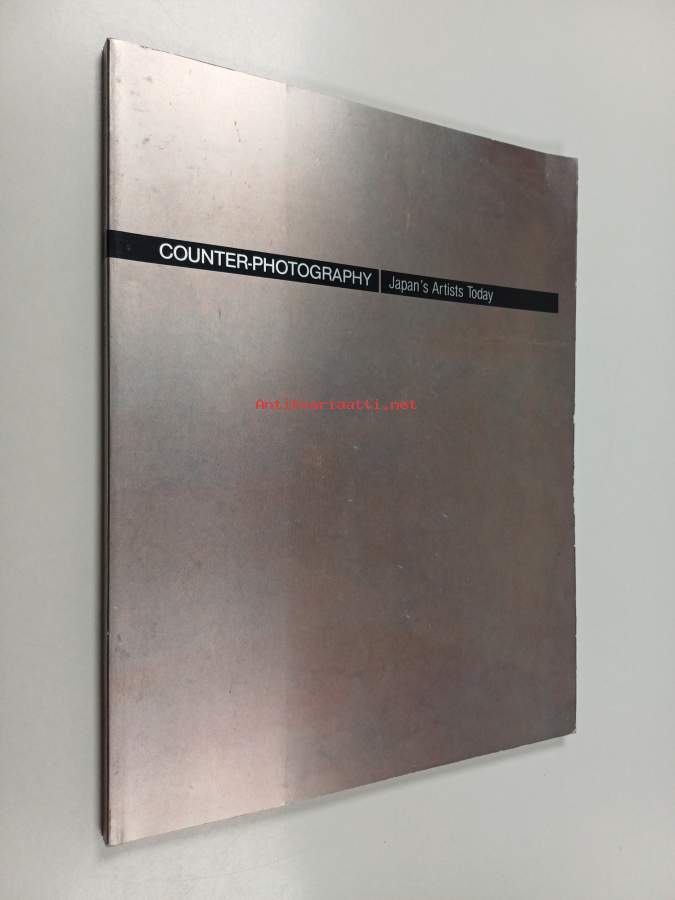 COUNTER-PHOTOGRAPHY | Japan's Artists Today
Antikvariaatti.net